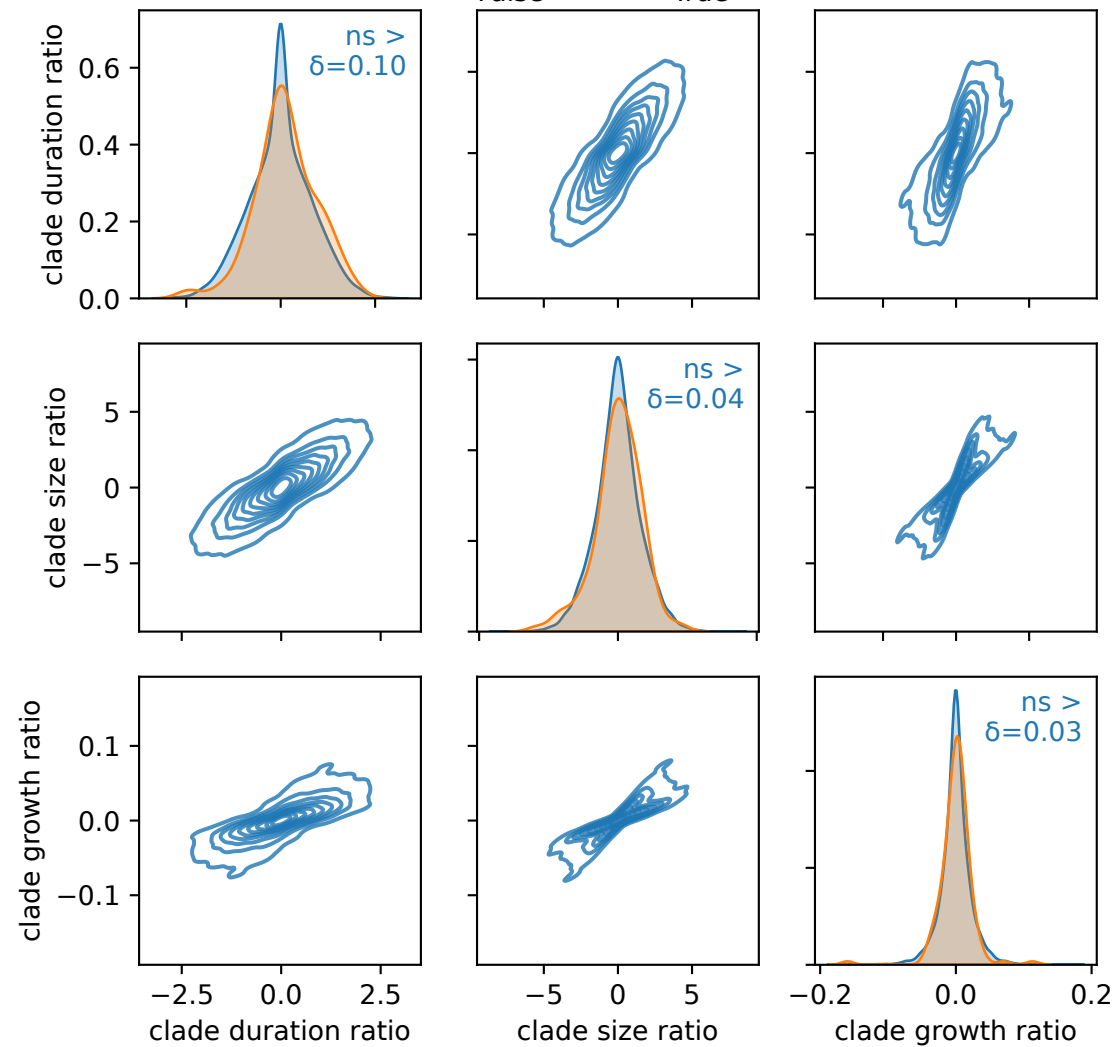 clade duration ratio
0.6
0.4
0.2
0.0
ns >
δ=0.10
clade size ratio
5
0
−5
ns >
δ=0.04
clade growth ratio
0.1
0.0
−0.1
ns >
δ=0.03
−2.5 0.0 2.5
−5 0 5
−0.2 0.0 0.2
clade duration ratio
clade size ratio
clade growth ratio